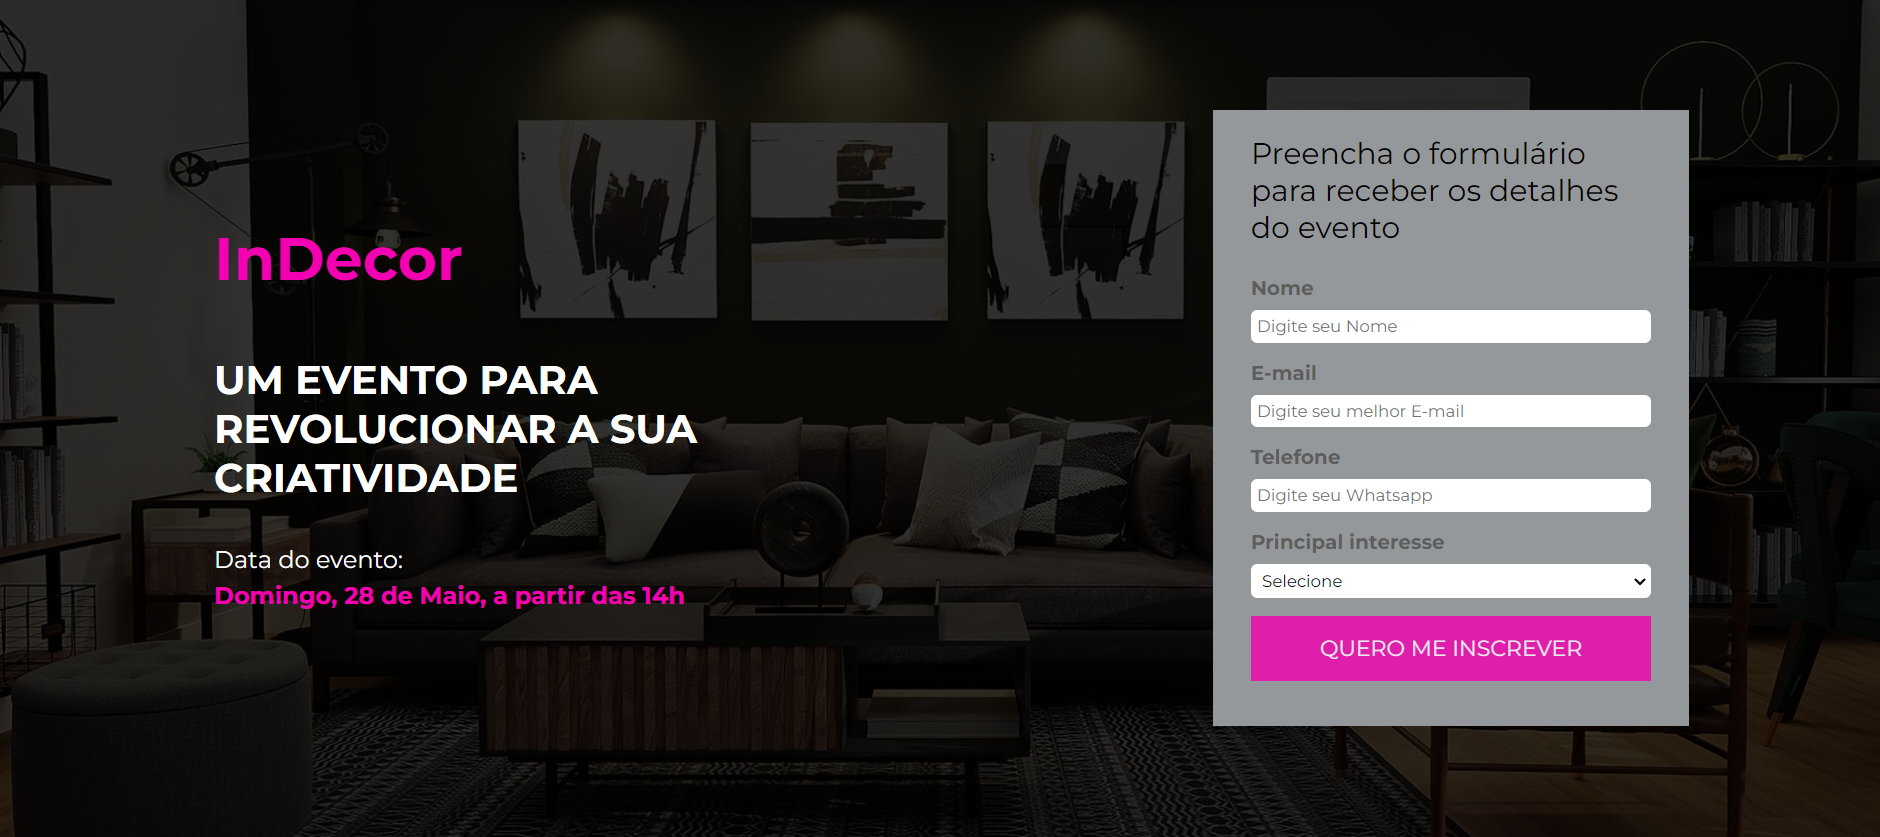 InDecor
UM EVENTO PARA
REVOLUCIONAR A SUA
CRIATIVIDADE
Data do evento:
Domingo, 28 de Maio, a partir das 14h
Preencha o formulário
para receber os detalhes
do evento
Nome
Digite seu Nome
E-mail
Digite seu melhor E-mail
Telefone
Digite seu Whatsapp
Principal interesse
Selecione
QUERO ME INSCREVER